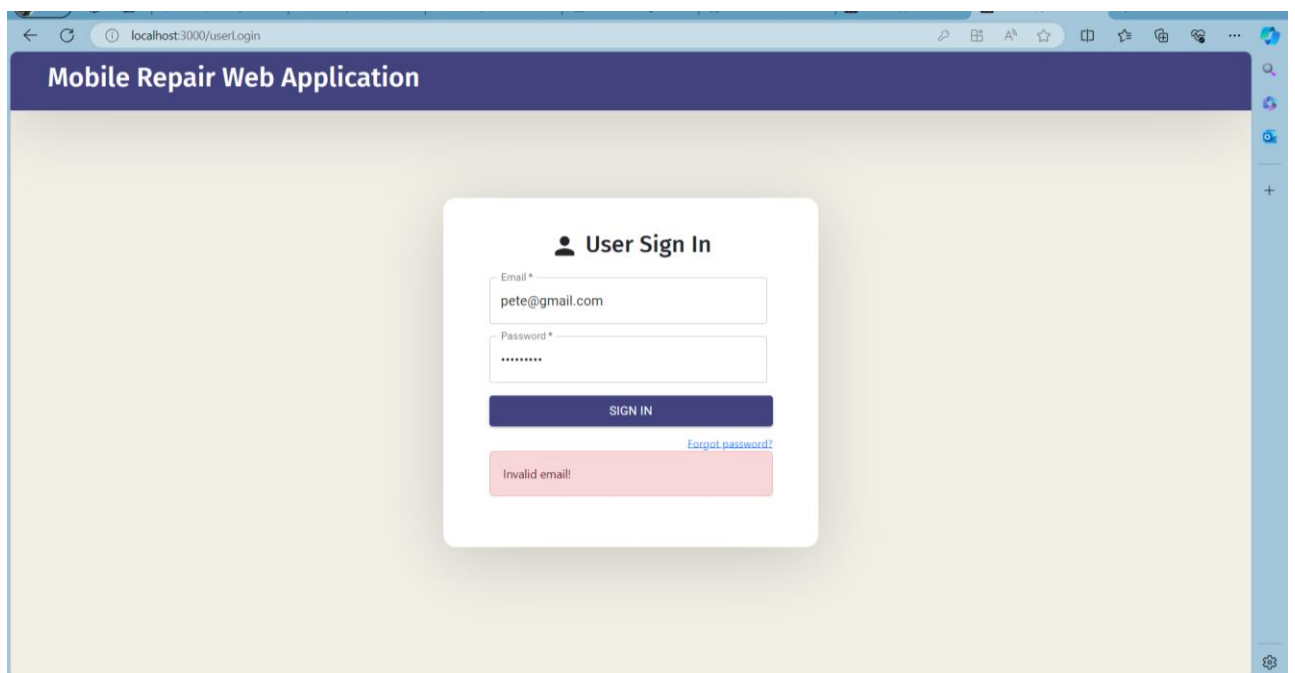 localhost:3000/userLogin
Mobile Repair Web Application
User Sign In
Email *
pete@gmail.com
Password *
•••••••••
SIGN IN
Forgot password?
Invalid email!